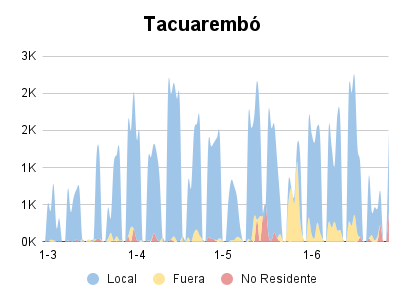 Tacuarembó
3K
2K
2K
1K
1K
0K
1-3 1-4 1-5 1-6
Local Fuera No Residente